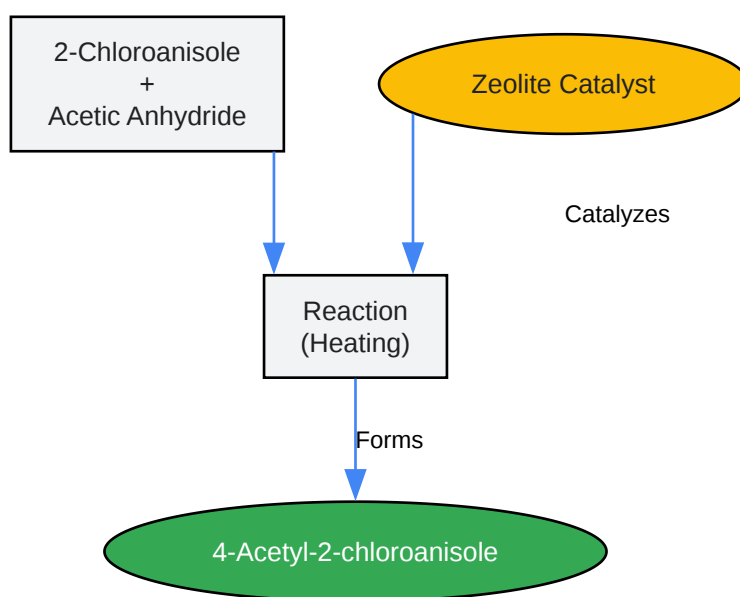 2-Chloroanisole
+
Acetic Anhydride
Zeolite Catalyst
Catalyzes
Reaction
(Heating)
Forms
4-Acetyl-2-chloroanisole